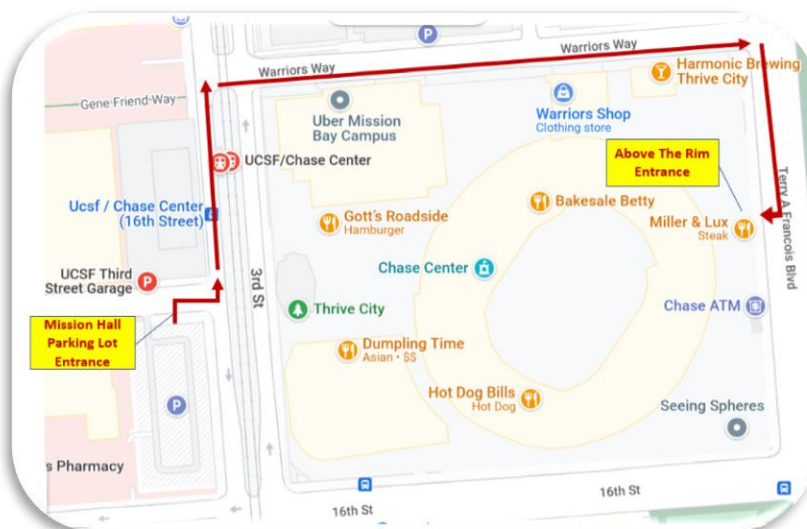 P
Warriors Way
Warriors Way
Harmonic Brewing
Thrive City
Gene-Friend-Way
Uber Mission
Bay Campus
Warriors Shop
Clothing store
UCSF/Chase Center
Above The Rim
Entrance
Ucsf / Chase Center
(16th Street)
Gott's Roadside
Hamburger
Bakesale Betty
Miller & Lux
Steak
Terry A Francois Blvd
UCSF Third
Street Garage
P
3rd St
Chase Center
Thrive City
Chase ATM
Mission Hall
Parking Lot
Entrance
P
Dumpling Time
Asian • $$
Hot Dog Bills
Hot Dog
Seeing Spheres
s Pharmacy
16th St
16th St